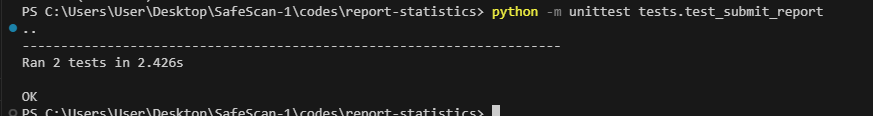 PS C:\Users\User\Desktop\SafeScan-1\codes\report-statistics> python -m unittest tests.test_submit_report
..
----------------------------------------------------------------------
Ran 2 tests in 2.426s
OK
PS C:\Users\User\Desktop\SafeScan-1\codes\report-statistics>